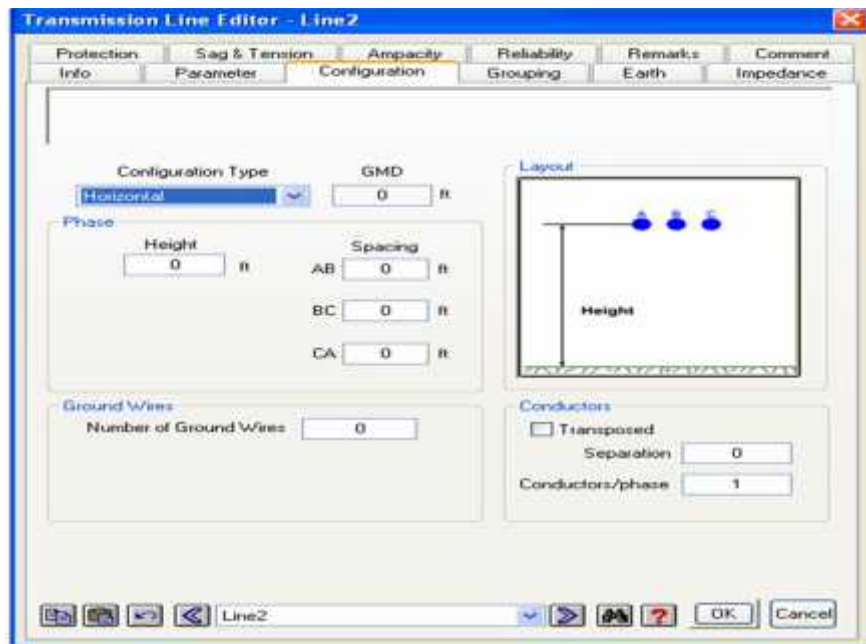 Transmission Line Editor - Line2
Protection Sag & Tension Ampacity Reliability Remarks Comment
Info Parameter Configuration Grouping Earth Impedance
Configuration Type GMD Layout
Horizontal 0 ft
A B C
Phase
Height Spacing
0 ft AB 0 ft
BC 0 ft
Height
CA 0 ft
Ground Wires Conductors
Number of Ground Wires 0
Transposed
Separation 0
Conductors/phase 1
Line2 ? OK Cancel